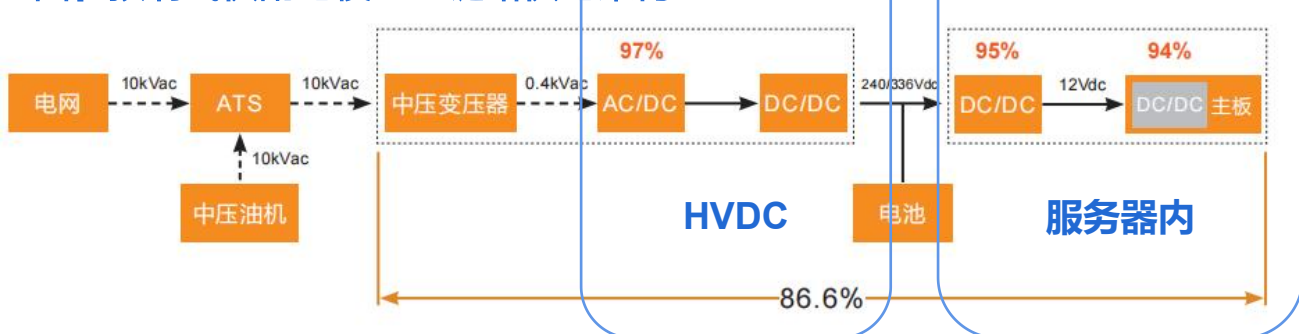 97%
95%
94%
10kVac
10kVac
0.4kVac
240/336Vdc
12Vdc
电网
ATS
中压变压器
AC/DC
DC/DC
DC/DC
DC/DC 主板
10kVac
中压油机
HVDC
电池
服务器内
86.6%